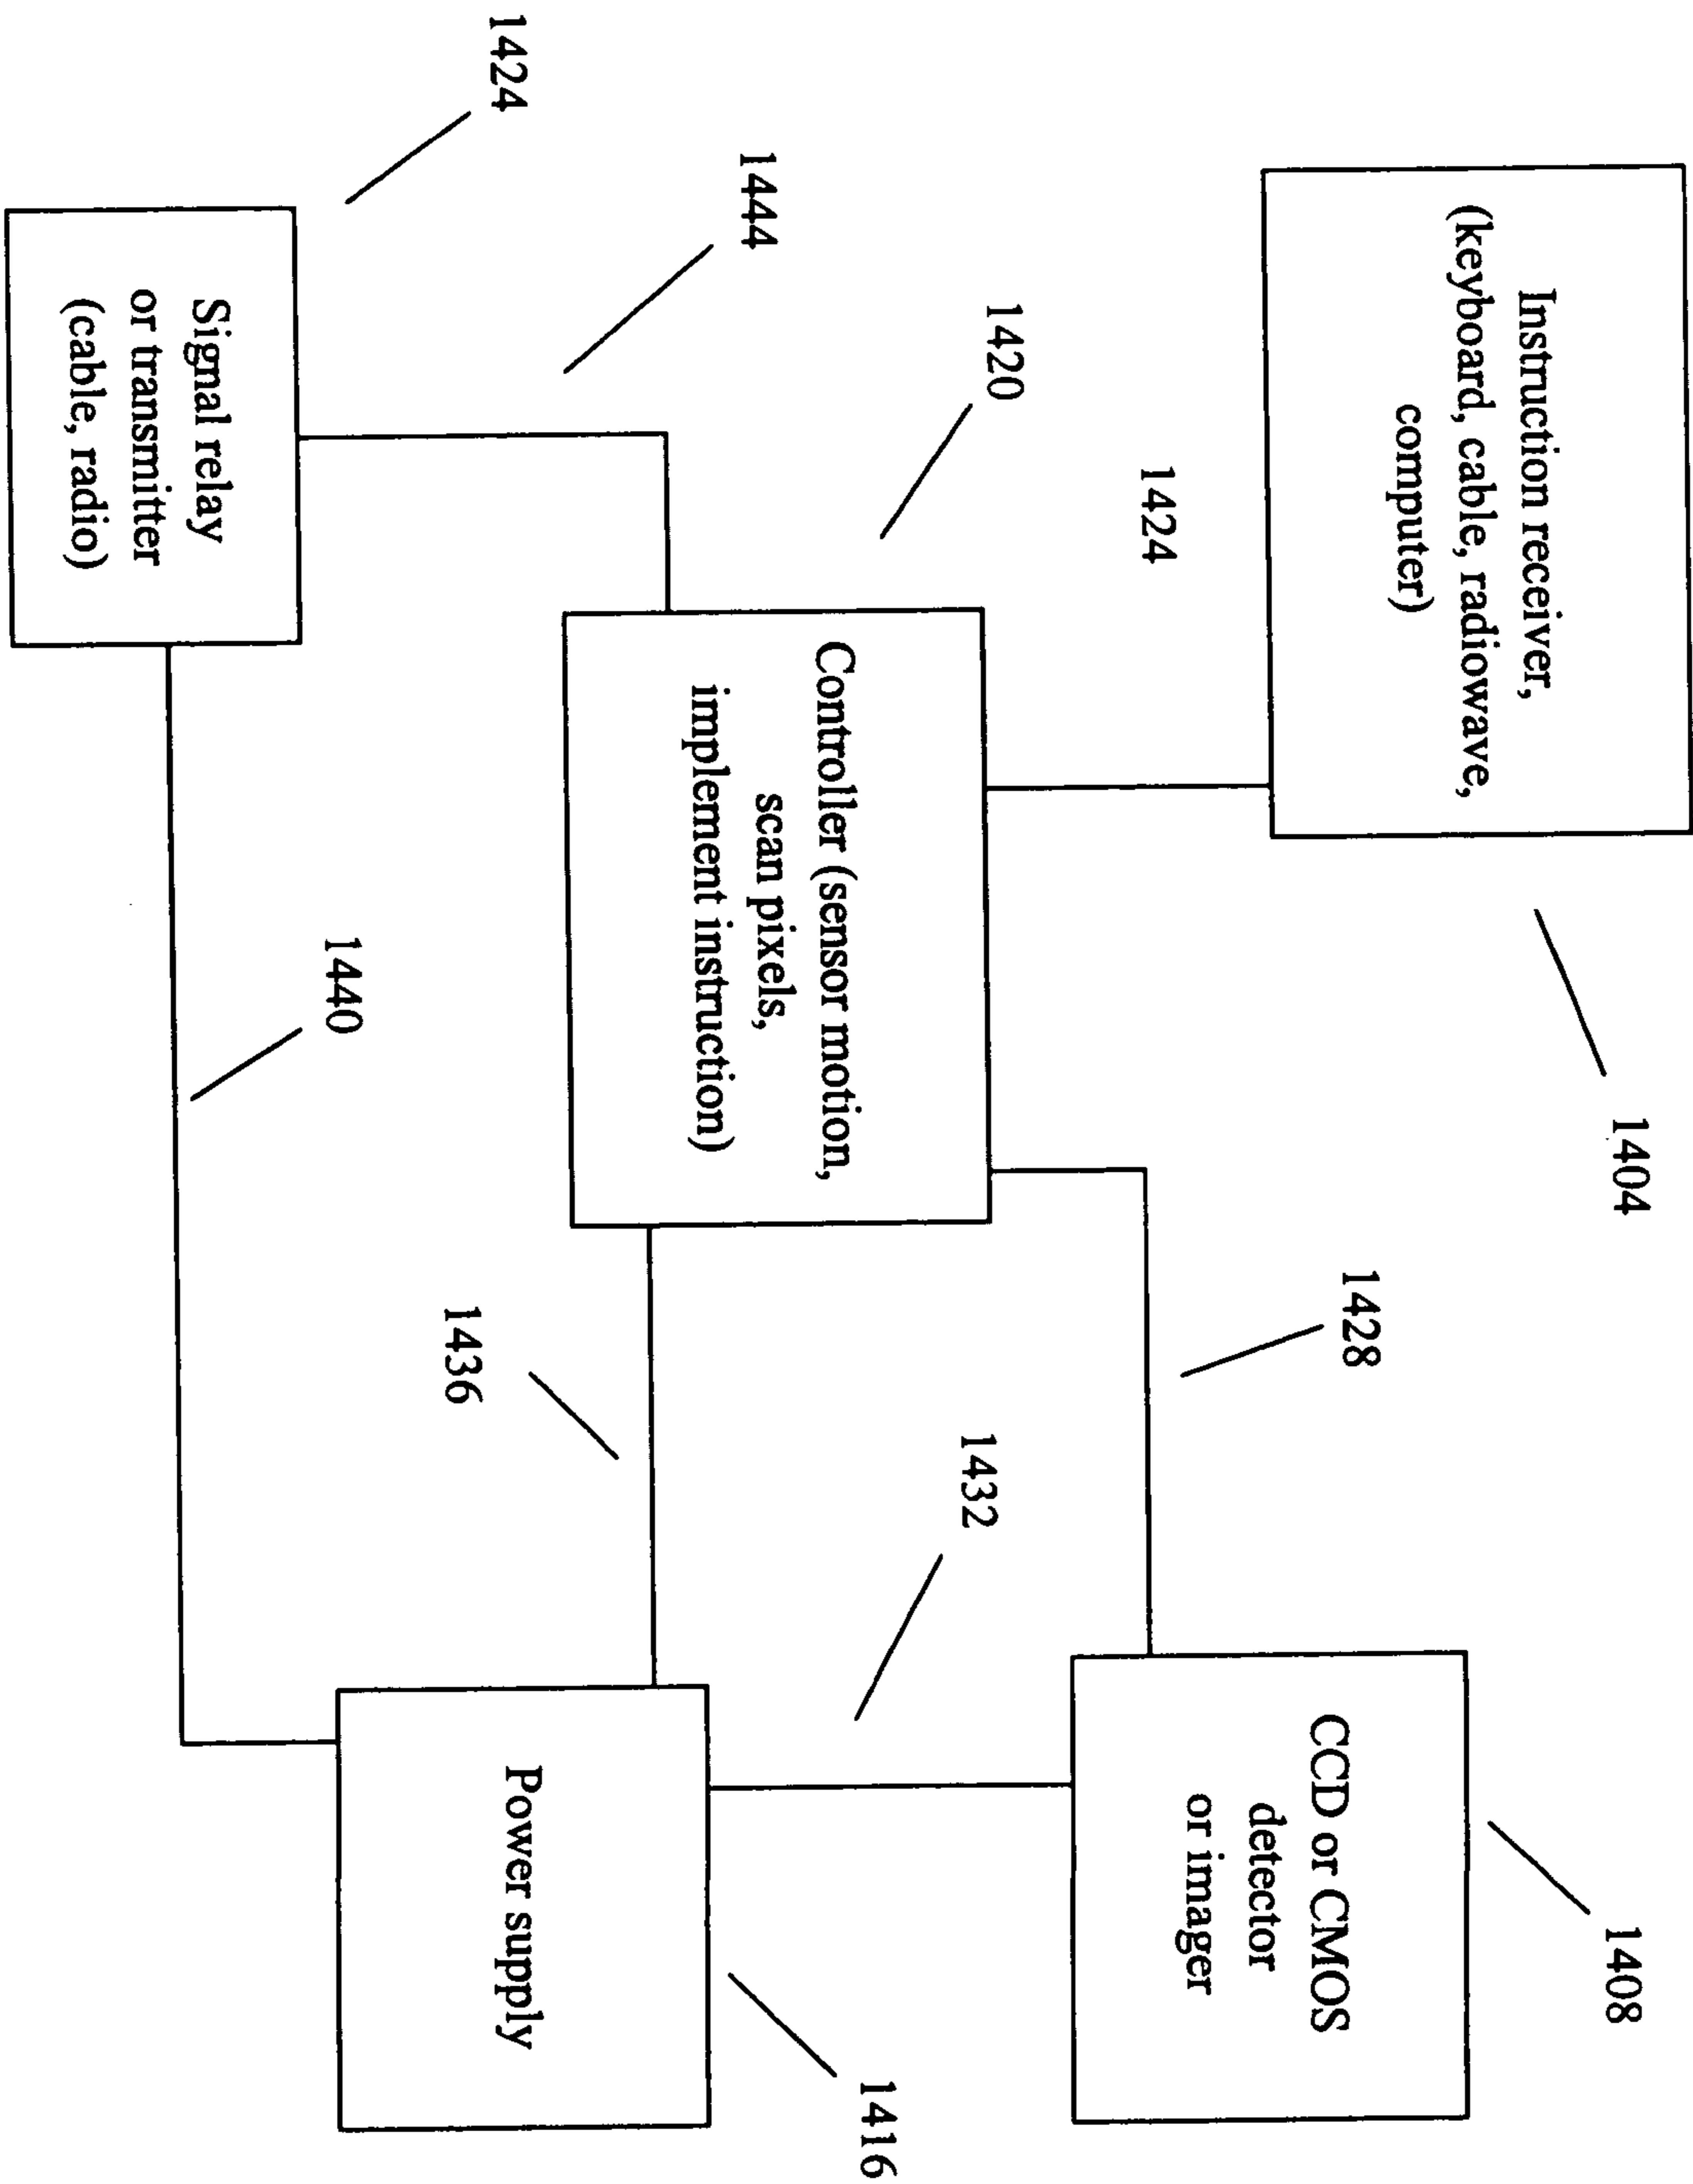 1404
1408
Instruction receiver,
(keyboard, cable, radiowave,
computer)
CCD or CMOS
detector
or imager
1424
1428
1420
1432
1416
Controller (sensor motion,
scan pixels,
implement instruction)
1444
1436
Power supply
1424
1440
Signal relay
or transmitter
(cable, radio)